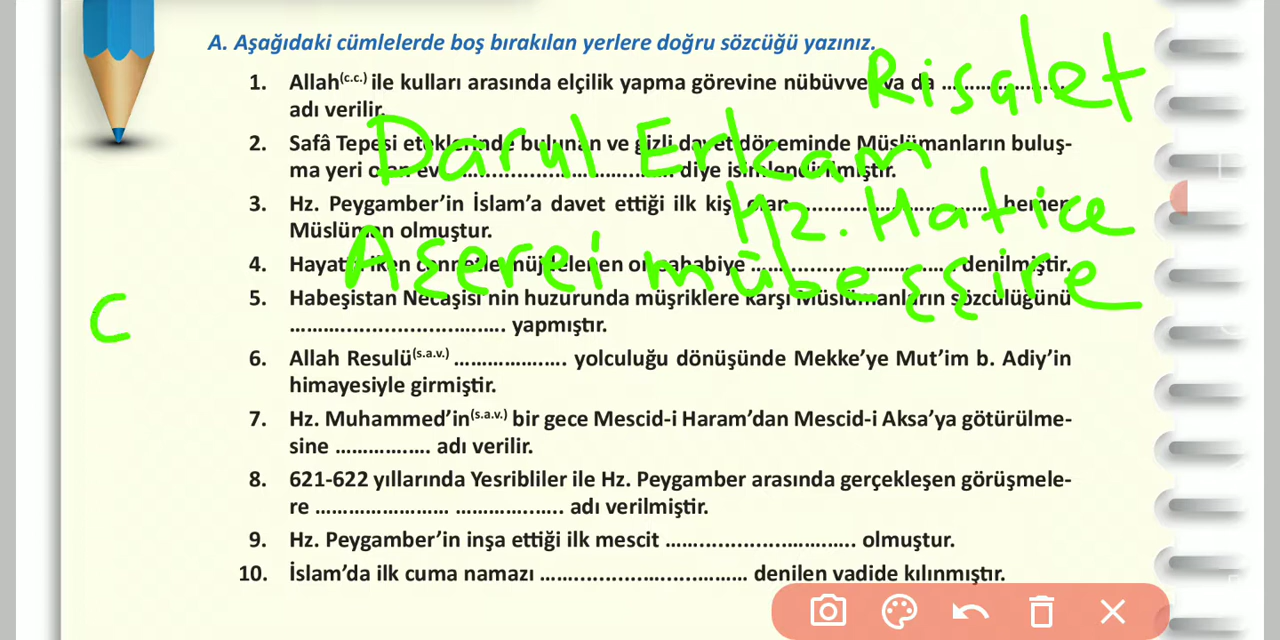 A. Aşağıdaki cümlelerde boş bırakılan yerlere doğru sözcüğü yazınız.
1. Allah(c.c.) ile kulları arasında elçilik yapma görevine nübüvvet ya da ....................
Risalet
adı verilir.
2. Safâ Tepesi eteklerinde bulunan ve gizli davet döneminde Müslümanların buluş-
Darul Erkam
ma yeri olan ev ................................... diye isimlendirilmiştir.
3. Hz. Peygamber'in İslam'a davet ettiği ilk kişi olan ............................... hemen
Hz. Hatice
Müslüman olmuştur.
4. Hayatta iken cennetle müjdelenen on sahabiye ................................. denilmiştir.
Aşerei mübeşşire
5. Habeşistan Necaşisi'nin huzurunda müşriklere karşı Müslümanların sözcülüğünü
C
................................... yapmıştır.
6. Allah Resulü(s.a.v.) ................... yolculuğu dönüşünde Mekke'ye Mut'im b. Adiy'in
himayesiyle girmiştir.
7. Hz. Muhammed'in(s.a.v.) bir gece Mescid-i Haram'dan Mescid-i Aksa'ya götürülme-
sine ................ adı verilir.
8. 621-622 yıllarında Yesribliler ile Hz. Peygamber arasında gerçekleşen görüşmele-
re ....................... .................. adı verilmiştir.
9. Hz. Peygamber'in inşa ettiği ilk mescit ................................ olmuştur.
10. İslam'da ilk cuma namazı ................................... denilen vadide kılınmıştır.